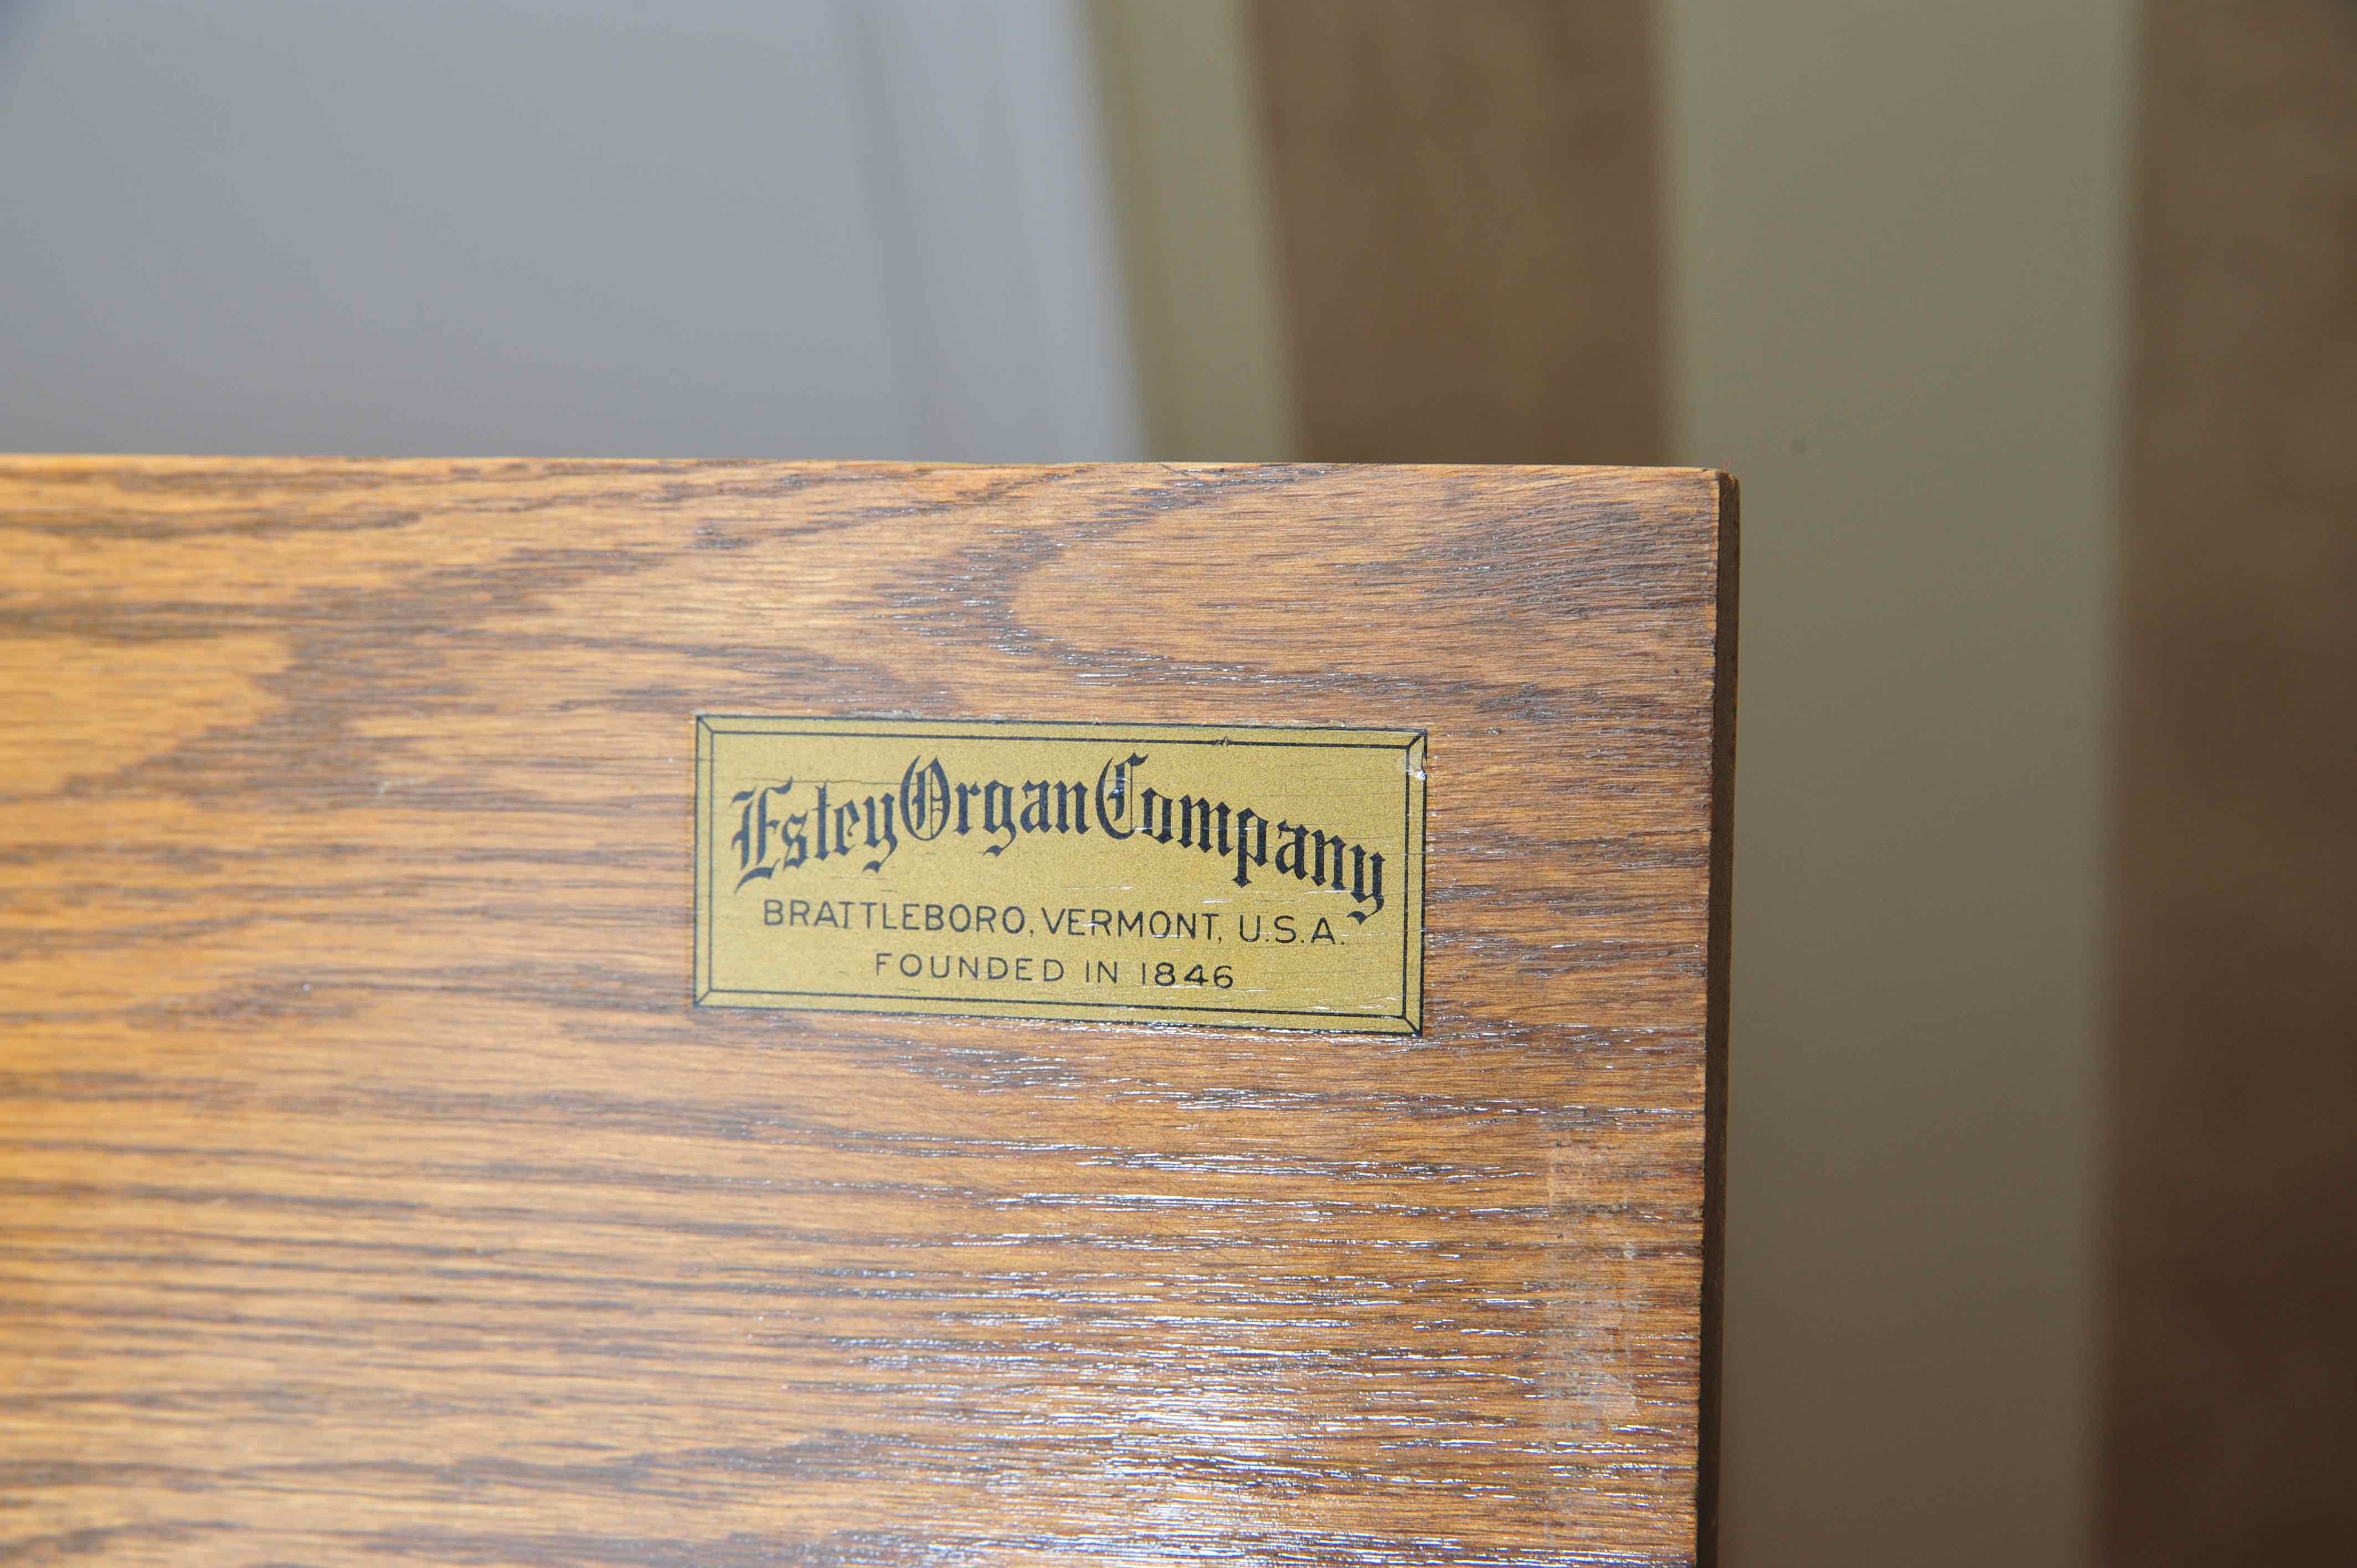 Estey Organ Company
BRATTLEBORO, VERMONT, U.S.A.
FOUNDED IN 1846